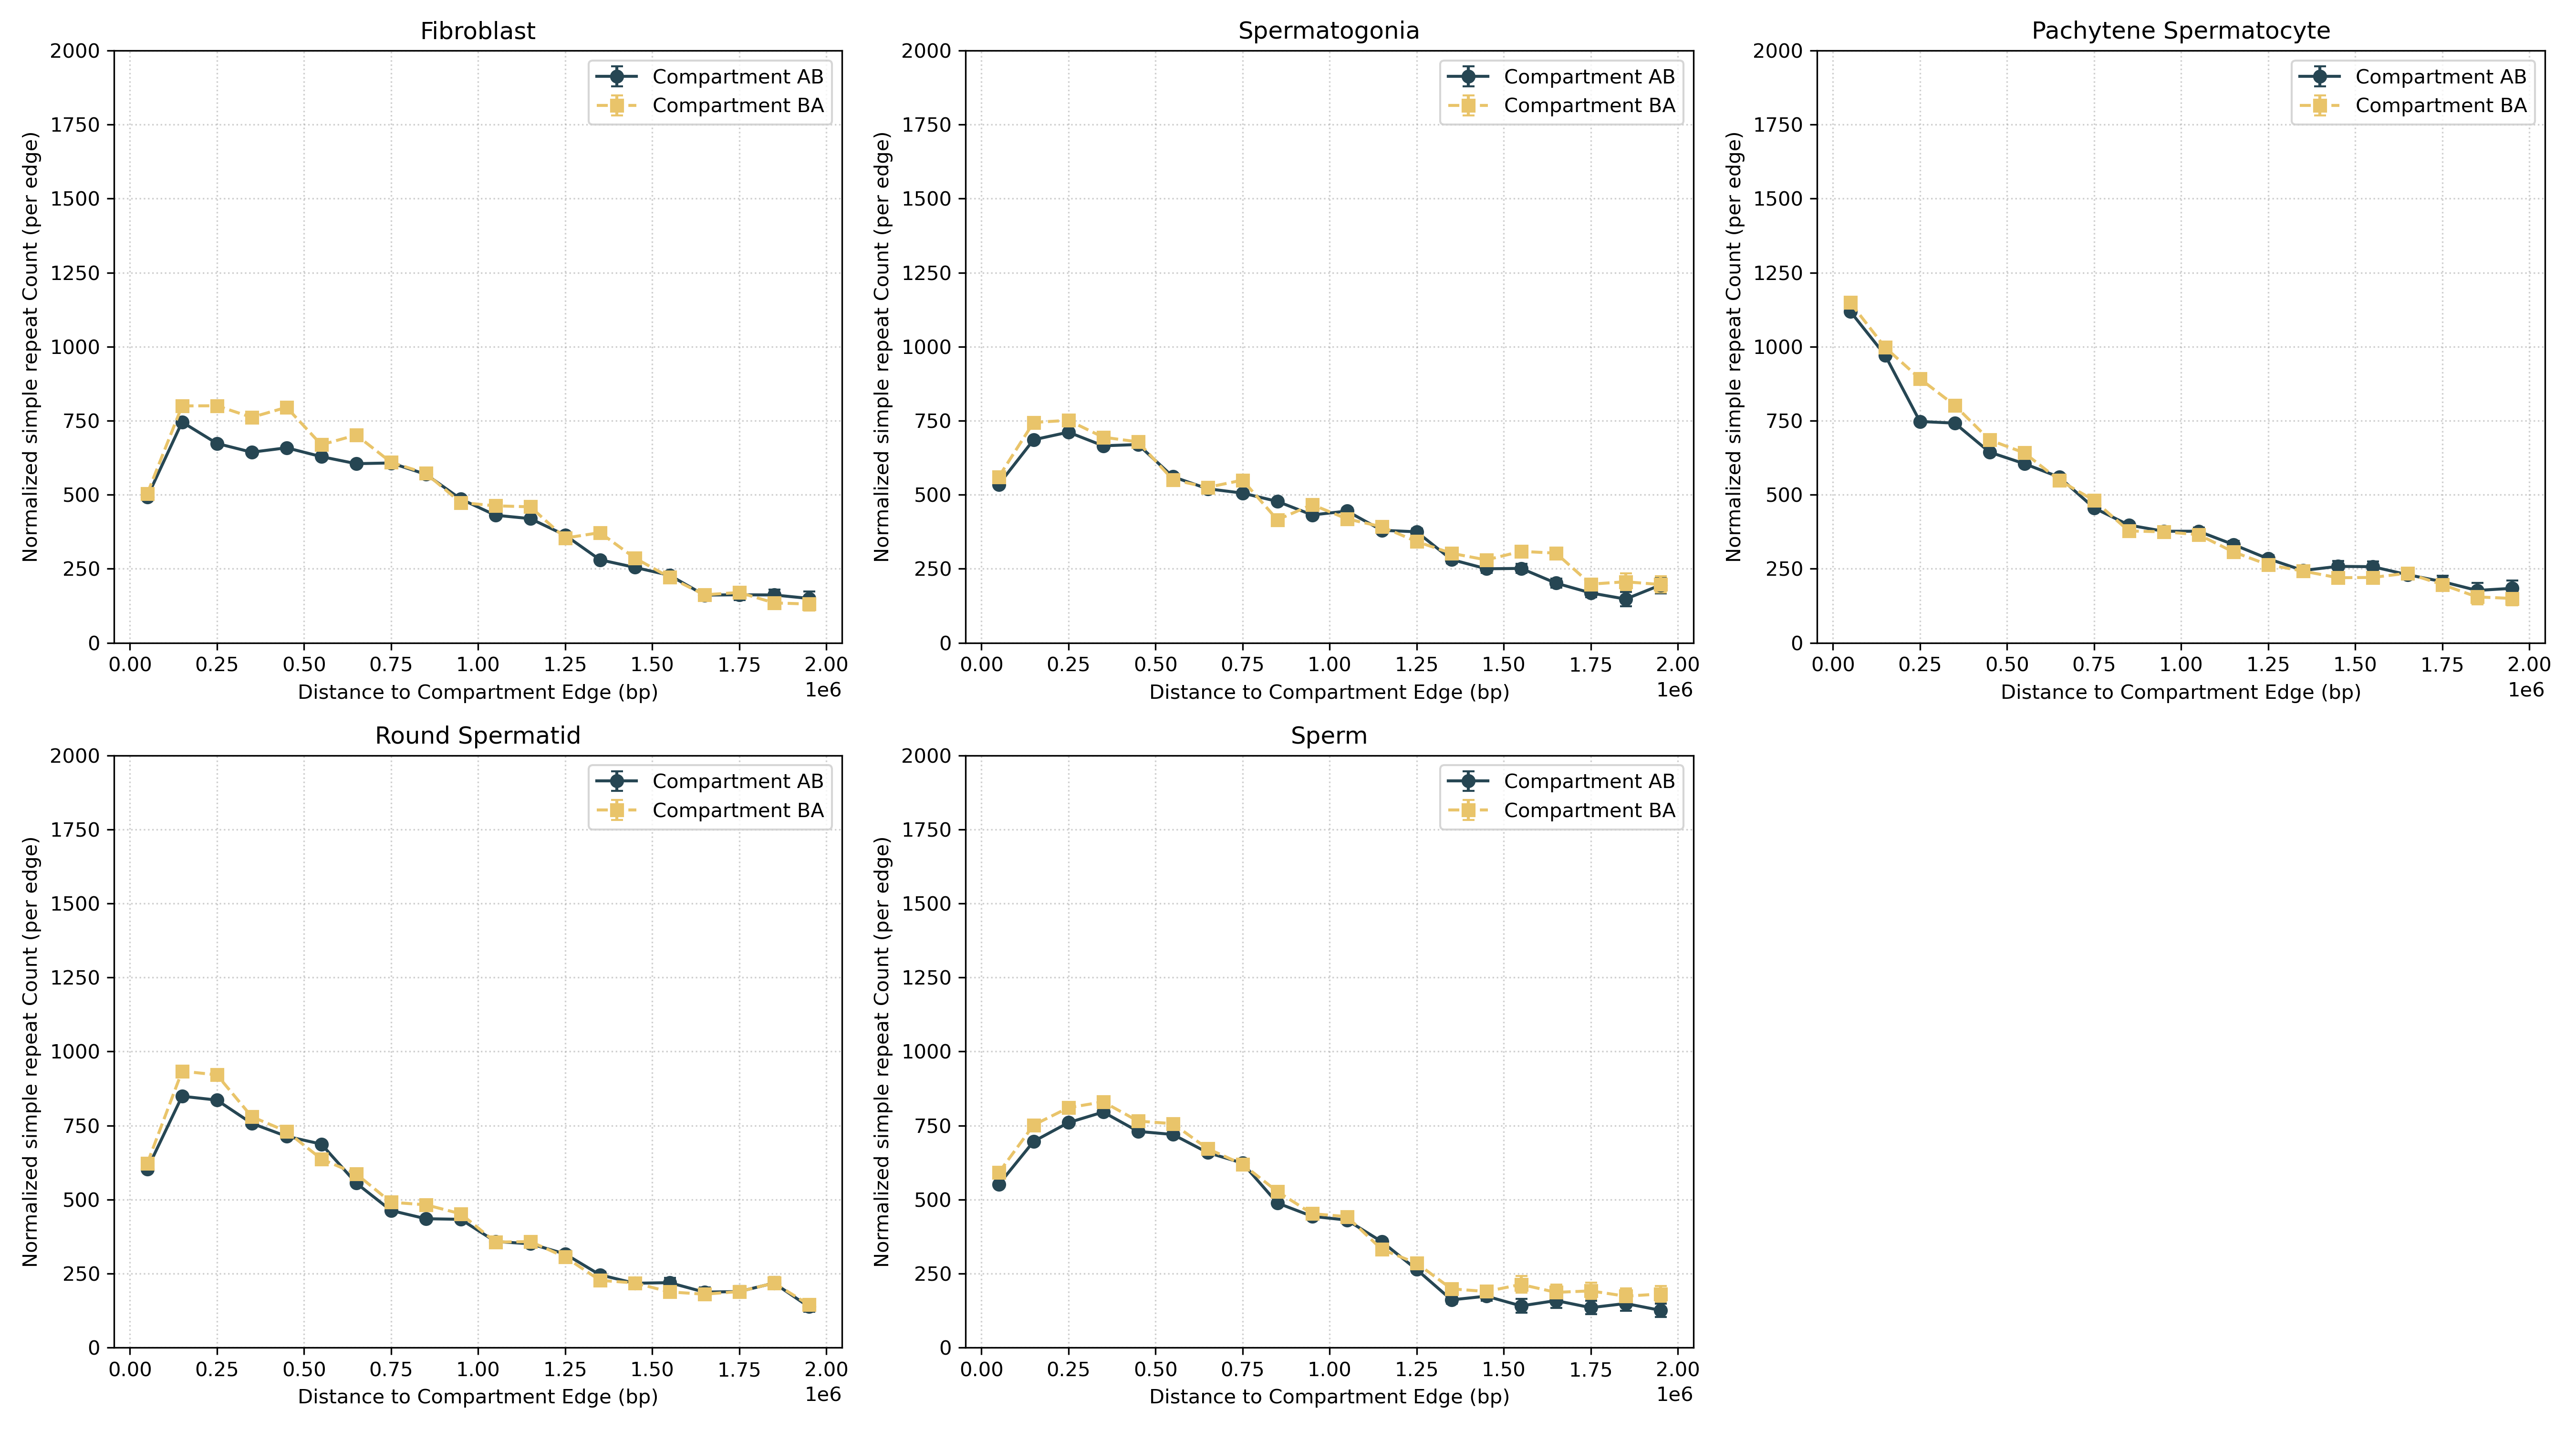 Fibroblast
Normalized simple repeat Count (per edge)
2000
1750
1500
1250
1000
750
500
250
0
Compartment AB
Compartment BA
0.00 0.25 0.50 0.75 1.00 1.25 1.50 1.75 2.00
1e6
Distance to Compartment Edge (bp)
Spermatogonia
Normalized simple repeat Count (per edge)
2000
1750
1500
1250
1000
750
500
250
0
Compartment AB
Compartment BA
0.00 0.25 0.50 0.75 1.00 1.25 1.50 1.75 2.00
1e6
Distance to Compartment Edge (bp)
Pachytene Spermatocyte
Normalized simple repeat Count (per edge)
2000
1750
1500
1250
1000
750
500
250
0
Compartment AB
Compartment BA
0.00 0.25 0.50 0.75 1.00 1.25 1.50 1.75 2.00
1e6
Distance to Compartment Edge (bp)
Round Spermatid
Normalized simple repeat Count (per edge)
2000
1750
1500
1250
1000
750
500
250
0
Compartment AB
Compartment BA
0.00 0.25 0.50 0.75 1.00 1.25 1.50 1.75 2.00
1e6
Distance to Compartment Edge (bp)
Sperm
Normalized simple repeat Count (per edge)
2000
1750
1500
1250
1000
750
500
250
0
Compartment AB
Compartment BA
0.00 0.25 0.50 0.75 1.00 1.25 1.50 1.75 2.00
1e6
Distance to Compartment Edge (bp)